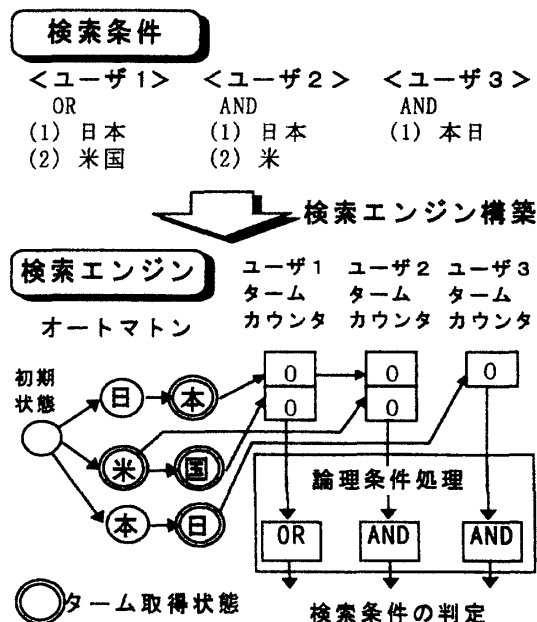 検索条件
<ユーザ1> <ユーザ2> <ユーザ3>
OR AND AND
(1) 日本 (1) 日本 (1) 本日
(2) 米国 (2) 米
検索エンジン構築
検索エンジン
ユーザ1 ユーザ2 ユーザ3
ターム ターム ターム
カウンタ カウンタ カウンタ
オートマトン
初期
状態
日 本 0 0 0
0 0
米 国
論理条件処理
本 日 OR AND AND
ターム取得状態
検索条件の判定